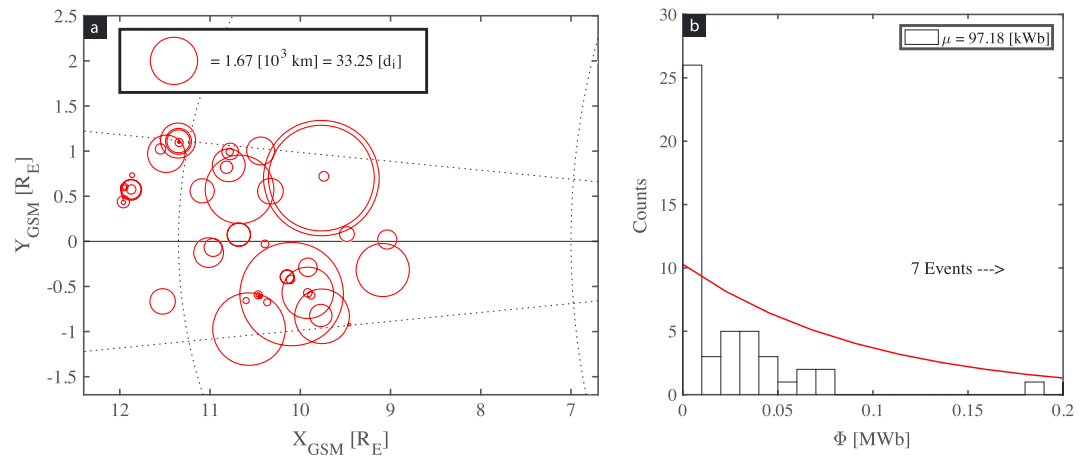 a
= 1.67 [10³ km] = 33.25 [dᵢ]
2.5
2
1.5
1
0.5
0
-0.5
-1
-1.5
Y_GSM [R_E]
12 11 10 9 8 7
X_GSM [R_E]
b
μ = 97.18 [kWb]
30
25
20
15
10
5
0
Counts
7 Events --->
0 0.05 0.1 0.15 0.2
Φ [MWb]